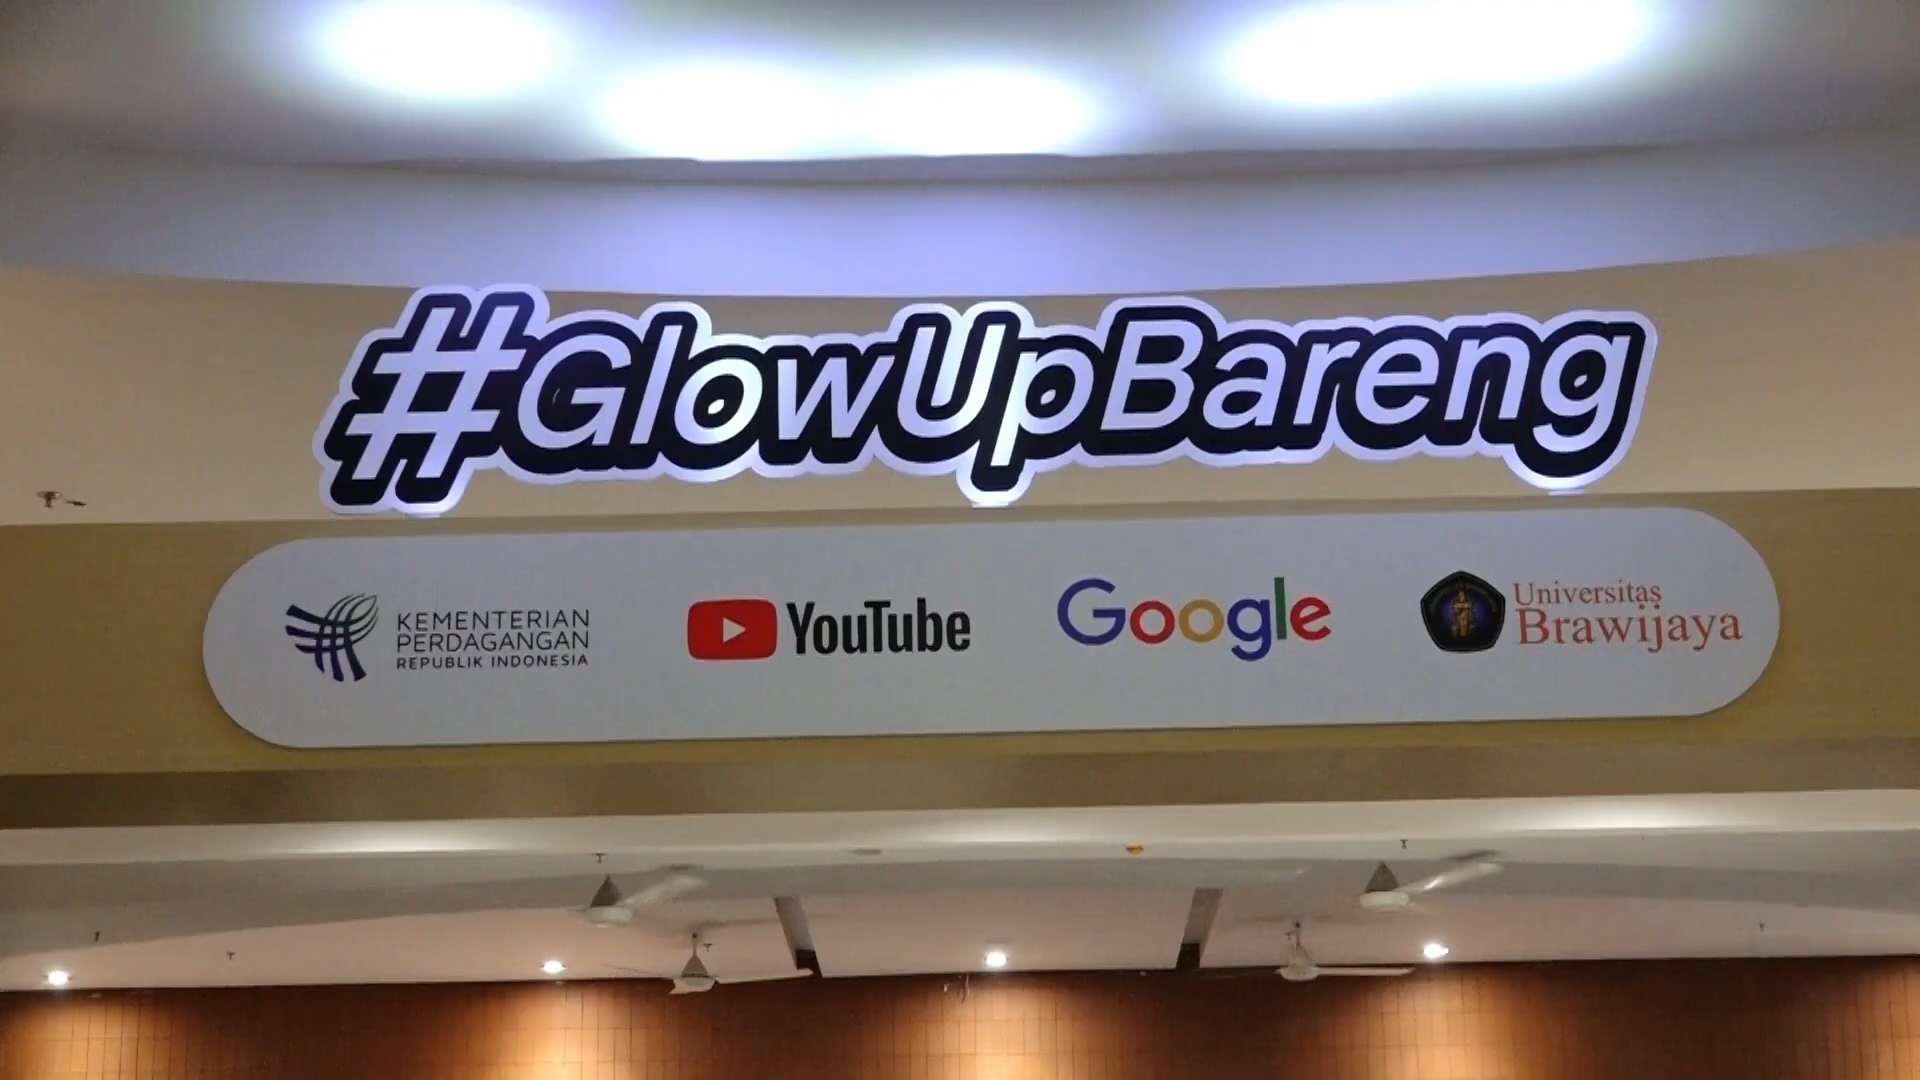 #GlowUpBareng
KEMENTERIAN
PERDAGANGAN
REPUBLIK INDONESIA
YouTube
Google
Universitas
Brawijaya